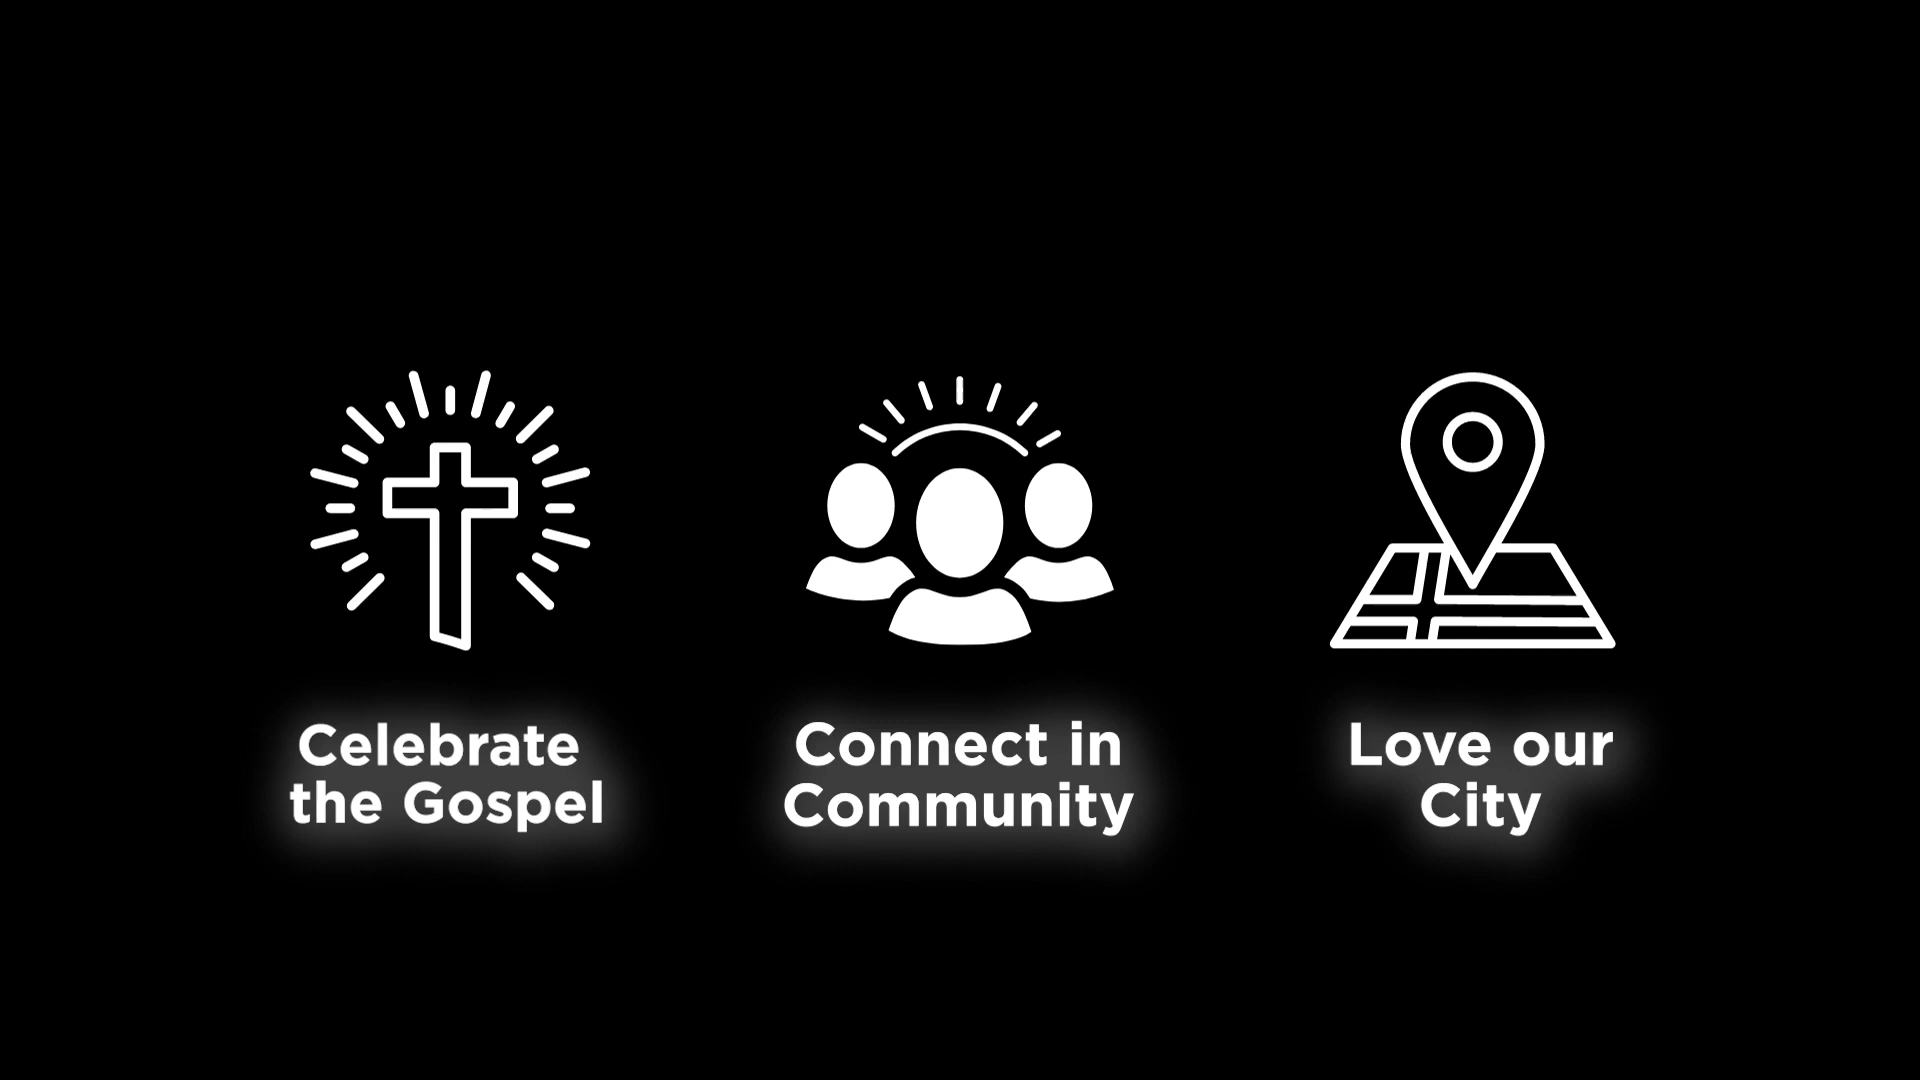 Celebrate
the Gospel
Connect in
Community
Love our
City